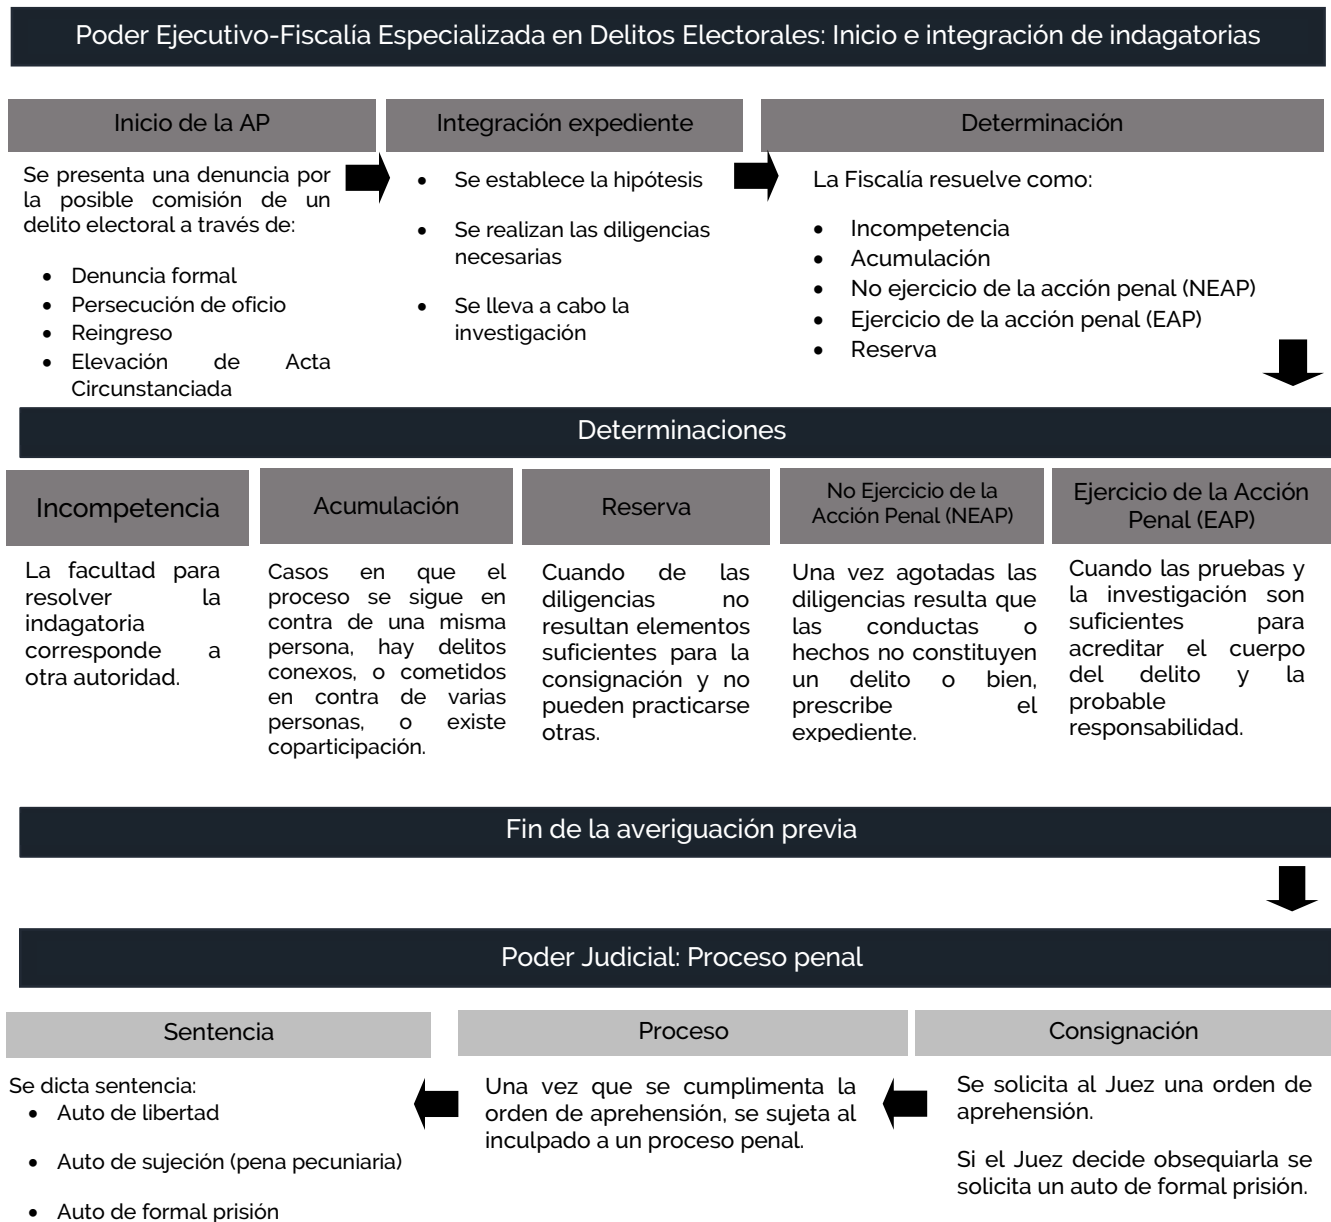 Poder Ejecutivo-Fiscalía Especializada en Delitos Electorales: Inicio e integración de indagatorias
Inicio de la AP
Se presenta una denuncia por
la posible comisión de un
delito electoral a través de:
• Denuncia formal
• Persecución de oficio
• Reingreso
• Elevación de Acta
Circunstanciada
Integración expediente
• Se establece la hipótesis
• Se realizan las diligencias
necesarias
• Se lleva a cabo la
investigación
Determinación
La Fiscalía resuelve como:
• Incompetencia
• Acumulación
• No ejercicio de la acción penal (NEAP)
• Ejercicio de la acción penal (EAP)
• Reserva
Determinaciones
Incompetencia
La facultad para
resolver la
indagatoria
corresponde a
otra autoridad.
Acumulación
Casos en que el
proceso se sigue en
contra de una misma
persona, hay delitos
conexos, o cometidos
en contra de varias
personas, o existe
coparticipación.
Reserva
Cuando de las
diligencias no
resultan elementos
suficientes para la
consignación y no
pueden practicarse
otras.
No Ejercicio de la
Acción Penal (NEAP)
Una vez agotadas las
diligencias resulta que
las conductas o
hechos no constituyen
un delito o bien,
prescribe el
expediente.
Ejercicio de la Acción
Penal (EAP)
Cuando las pruebas y
la investigación son
suficientes para
acreditar el cuerpo
del delito y la
probable
responsabilidad.
Fin de la averiguación previa
Poder Judicial: Proceso penal
Sentencia
Se dicta sentencia:
• Auto de libertad
• Auto de sujeción (pena pecuniaria)
• Auto de formal prisión
Proceso
Una vez que se cumplimenta la
orden de aprehensión, se sujeta al
inculpado a un proceso penal.
Consignación
Se solicita al Juez una orden de
aprehensión.
Si el Juez decide obsequiarla se
solicita un auto de formal prisión.